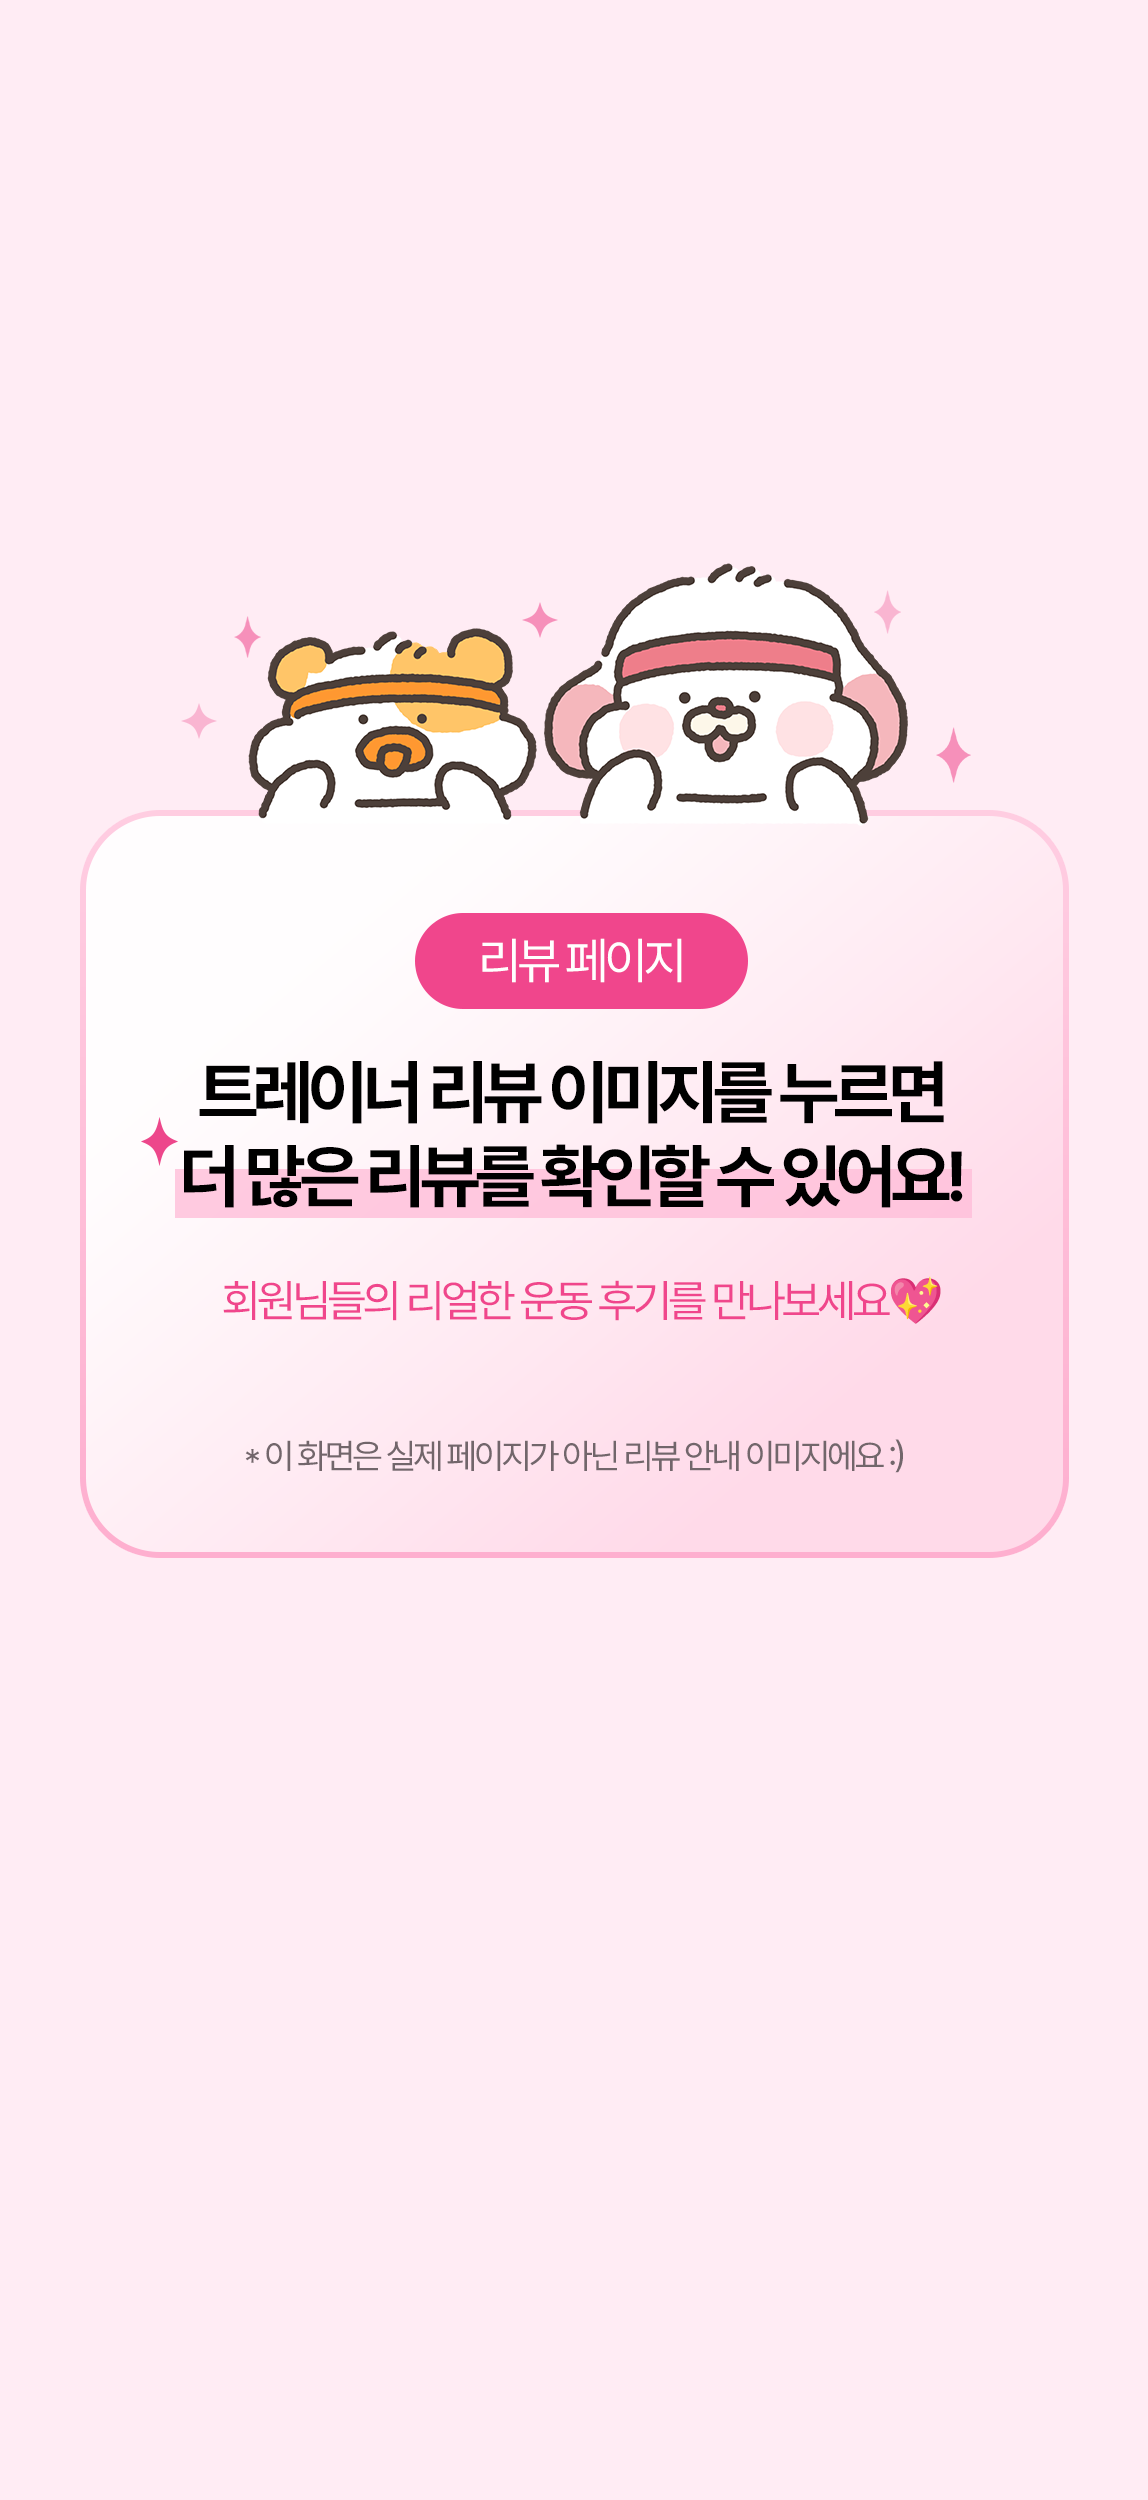 리뷰 페이지
트레이너 리뷰 이미지를 누르면
더 많은 리뷰를 확인할 수 있어요!
회원님들의 리얼한 운동 후기를 만나보세요💖
* 이 화면은 실제 페이지가 아닌 리뷰 안내 이미지에요 :)